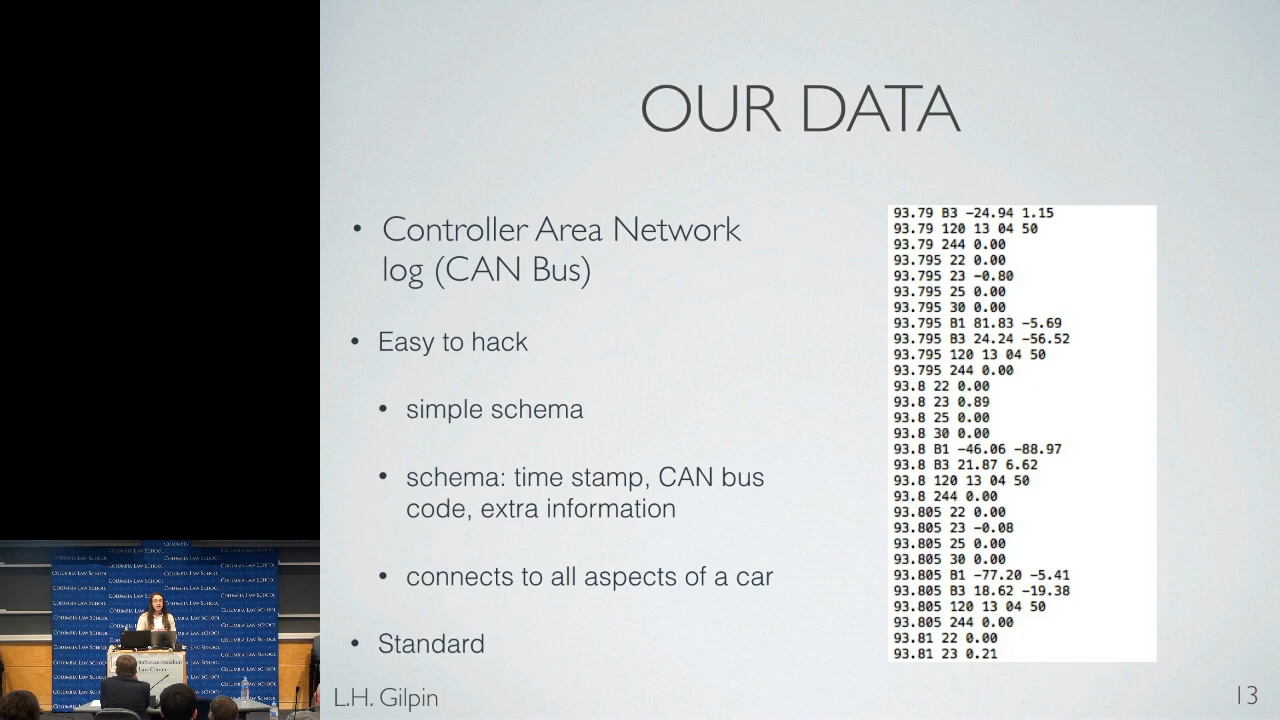 OUR DATA
• Controller Area Network
log (CAN Bus)
• Easy to hack
• simple schema
• schema: time stamp, CAN bus
code, extra information
• connects to all aspects of a car
• Standard
93.79 B3 -24.94 1.15
93.79 120 13 04 50
93.79 244 0.00
93.795 22 0.00
93.795 23 -0.80
93.795 25 0.00
93.795 30 0.00
93.795 B1 81.83 -5.69
93.795 B3 24.24 -56.52
93.795 120 13 04 50
93.795 244 0.00
93.8 22 0.00
93.8 23 0.89
93.8 25 0.00
93.8 30 0.00
93.8 B1 -46.06 -88.97
93.8 B3 21.87 6.62
93.8 120 13 04 50
93.8 244 0.00
93.805 22 0.00
93.805 23 -0.08
93.805 25 0.00
93.805 30 0.00
93.805 B1 -77.20 -5.41
93.805 B3 18.62 -19.38
93.805 120 13 04 50
93.805 244 0.00
93.81 22 0.00
93.81 23 0.21
L.H. Gilpin
13
Columbia Law School
Software Freedom
Law Center